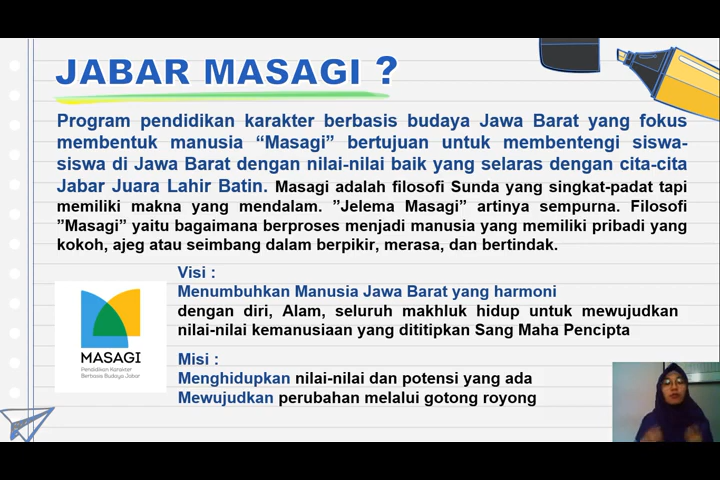 JABAR MASAGI ?
Program pendidikan karakter berbasis budaya Jawa Barat yang fokus
membentuk manusia “Masagi” bertujuan untuk membentengi siswa-
siswa di Jawa Barat dengan nilai-nilai baik yang selaras dengan cita-cita
Jabar Juara Lahir Batin. Masagi adalah filosofi Sunda yang singkat-padat tapi
memiliki makna yang mendalam. ”Jelema Masagi” artinya sempurna. Filosofi
”Masagi” yaitu bagaimana berproses menjadi manusia yang memiliki pribadi yang
kokoh, ajeg atau seimbang dalam berpikir, merasa, dan bertindak.
Visi :
Menumbuhkan Manusia Jawa Barat yang harmoni
dengan diri, Alam, seluruh makhluk hidup untuk mewujudkan
nilai-nilai kemanusiaan yang dititipkan Sang Maha Pencipta
MASAGI
Pendidikan Karakter
Berbasis Budaya Jabar
Misi :
Menghidupkan nilai-nilai dan potensi yang ada
Mewujudkan perubahan melalui gotong royong